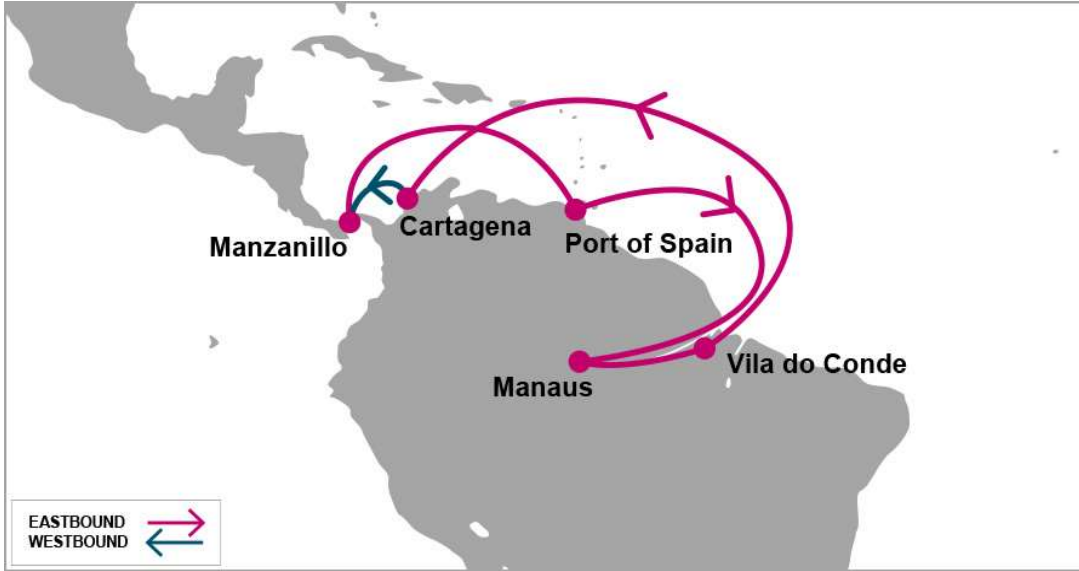 Manzanillo
Cartagena
Port of Spain
Manaus
Vila do Conde
EASTBOUND
WESTBOUND